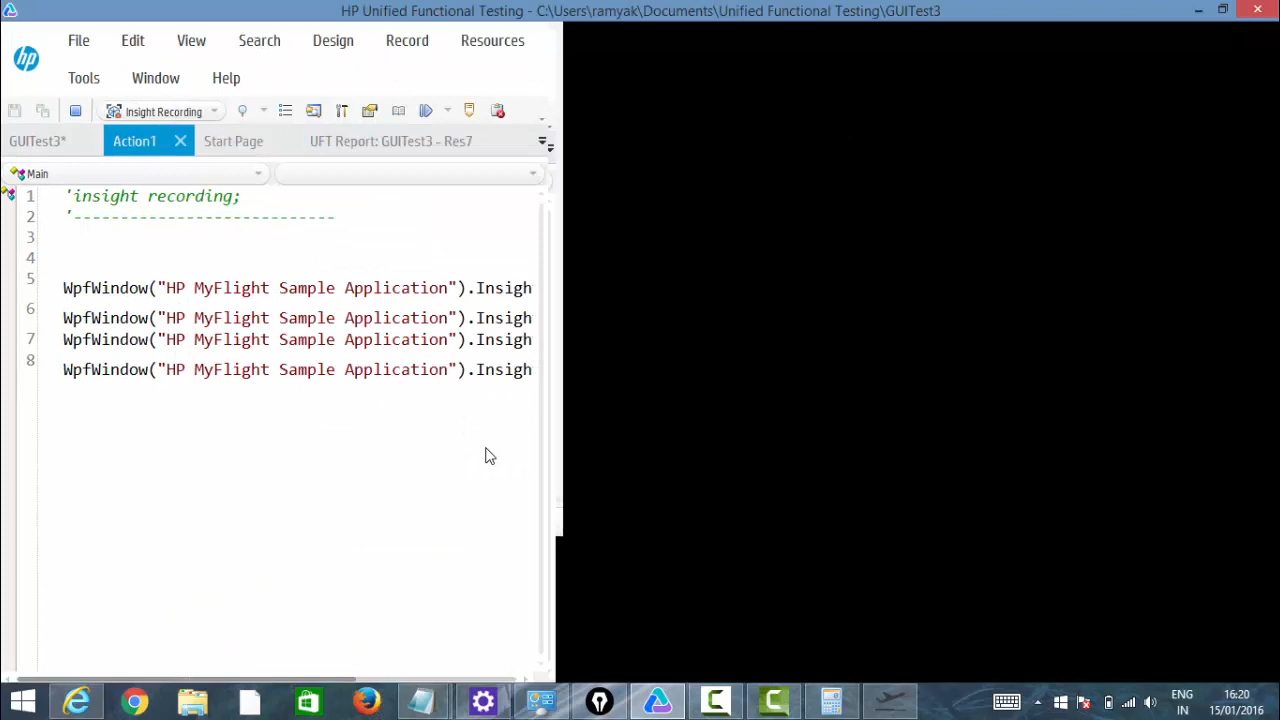 HP Unified Functional Testing - C:\Users\ramyak\Documents\Unified Functional Testing\GUITest3
hp
File Edit View Search Design Record Resources
Tools Window Help
Insight Recording
GUITest3* Action1 Start Page UFT Report: GUITest3 - Res7
Main
1 'insight recording;
2 '----------------------------
3
4
5 WpfWindow("HP MyFlight Sample Application").Insigh
6 WpfWindow("HP MyFlight Sample Application").Insigh
7 WpfWindow("HP MyFlight Sample Application").Insigh
8 WpfWindow("HP MyFlight Sample Application").Insigh
ENG 16:20
IN 15/01/2016